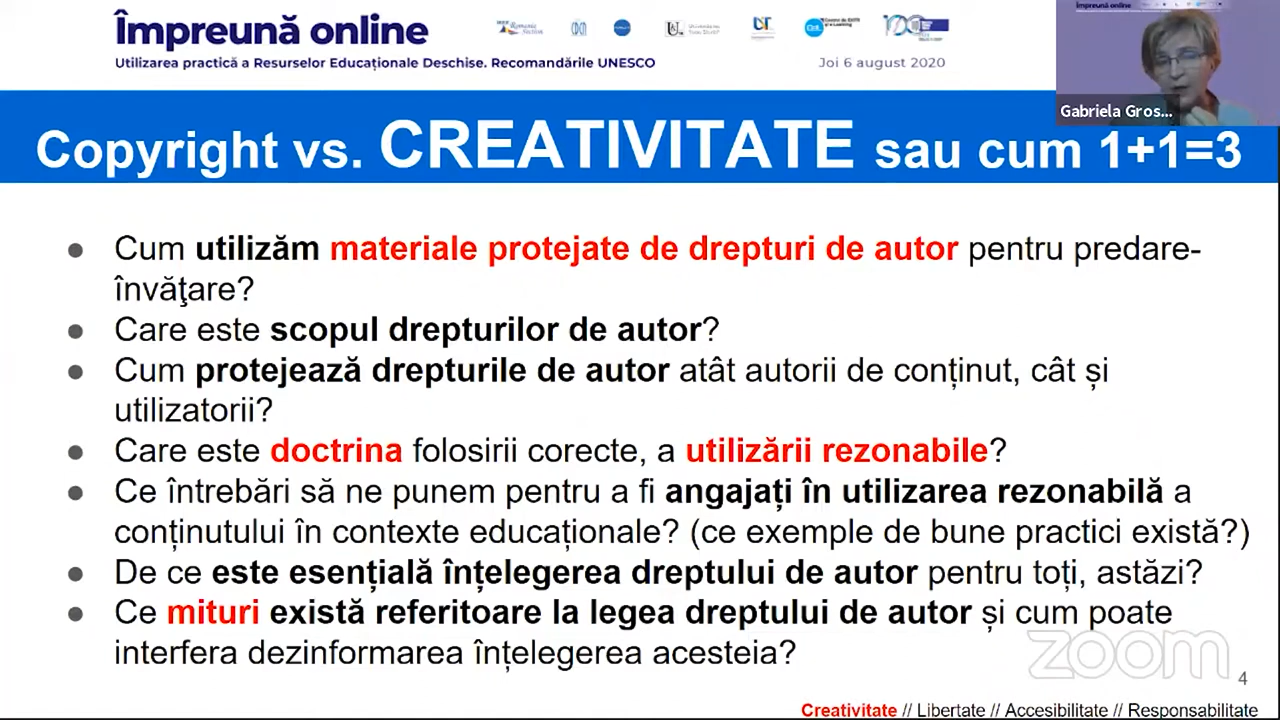 Împreună online
Utilizarea practică a Resurselor Educaționale Deschise. Recomandările UNESCO
Joi 6 august 2020
Gabriela Gros...
Copyright vs. CREATIVITATE sau cum 1+1=3
● Cum utilizăm materiale protejate de drepturi de autor pentru predare-
învăţare?
● Care este scopul drepturilor de autor?
● Cum protejează drepturile de autor atât autorii de conținut, cât și
utilizatorii?
● Care este doctrina folosirii corecte, a utilizării rezonabile?
● Ce întrebări să ne punem pentru a fi angajați în utilizarea rezonabilă a
conținutului în contexte educaționale? (ce exemple de bune practici există?)
● De ce este esențială înțelegerea dreptului de autor pentru toți, astăzi?
● Ce mituri există referitoare la legea dreptului de autor și cum poate
interfera dezinformarea înțelegerea acesteia?
zoom
4
Creativitate // Libertate // Accesibilitate // Responsabilitate